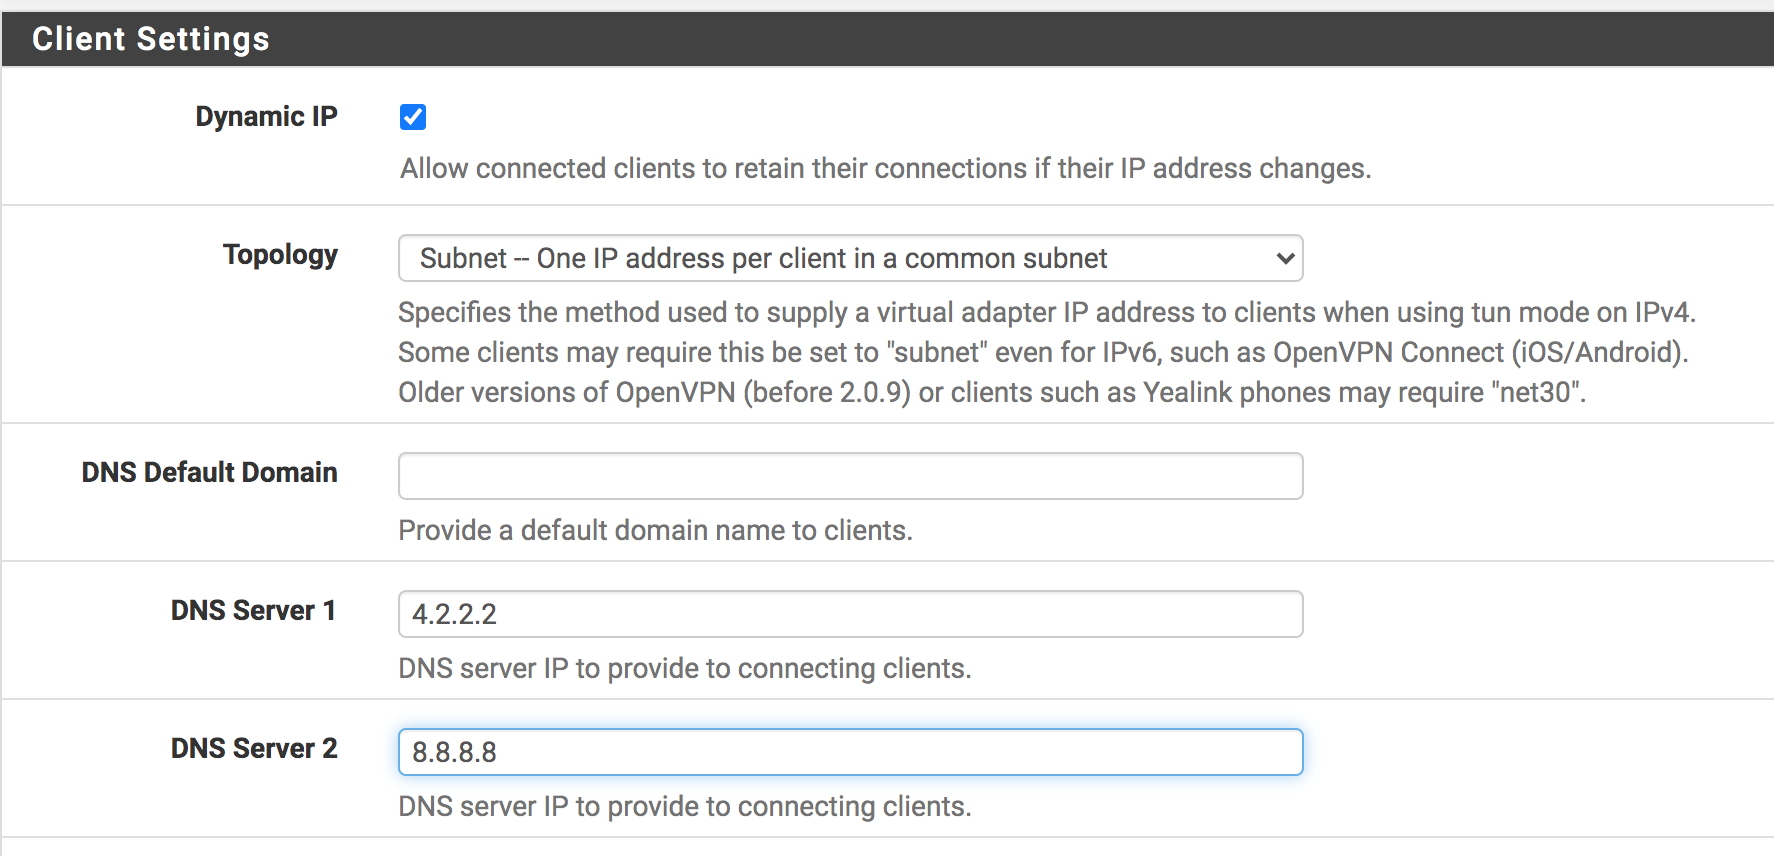 Client Settings
Dynamic IP
Allow connected clients to retain their connections if their IP address changes.
Topology
Subnet -- One IP address per client in a common subnet
Specifies the method used to supply a virtual adapter IP address to clients when using tun mode on IPv4.
Some clients may require this be set to "subnet" even for IPv6, such as OpenVPN Connect (iOS/Android).
Older versions of OpenVPN (before 2.0.9) or clients such as Yealink phones may require "net30".
DNS Default Domain
Provide a default domain name to clients.
DNS Server 1
4.2.2.2
DNS server IP to provide to connecting clients.
DNS Server 2
8.8.8.8
DNS server IP to provide to connecting clients.